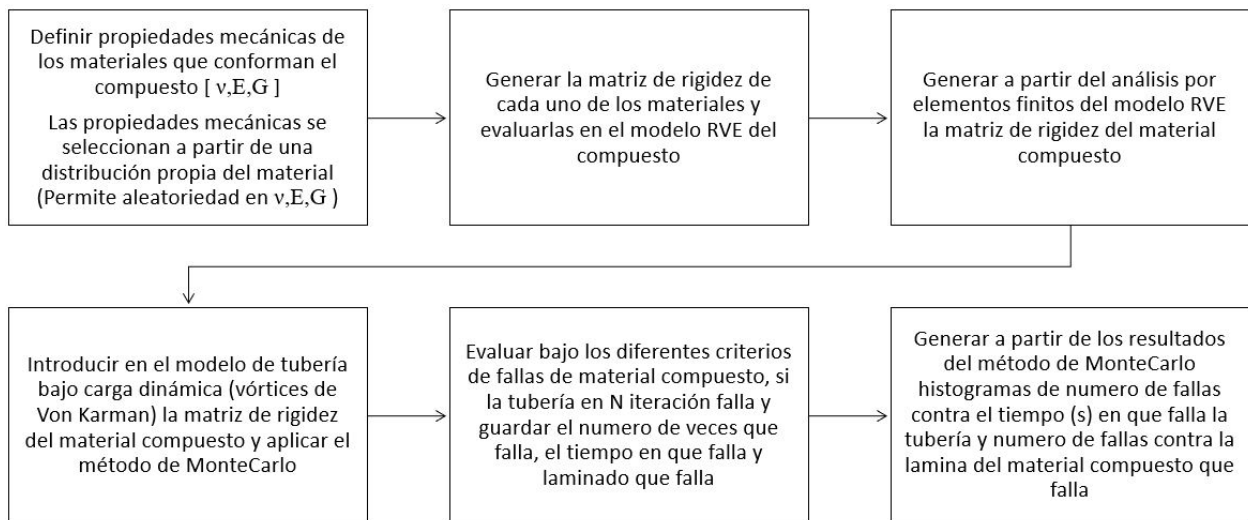 Definir propiedades mecánicas de
los materiales que conforman el
compuesto [ ν,E,G ]
Las propiedades mecánicas se
seleccionan a partir de una
distribución propia del material
(Permite aleatoriedad en ν,E,G )
Generar la matriz de rigidez de
cada uno de los materiales y
evaluarlas en el modelo RVE del
compuesto
Generar a partir del análisis por
elementos finitos del modelo RVE
la matriz de rigidez del material
compuesto
Introducir en el modelo de tubería
bajo carga dinámica (vórtices de
Von Karman) la matriz de rigidez
del material compuesto y aplicar el
método de MonteCarlo
Evaluar bajo los diferentes criterios
de fallas de material compuesto, si
la tubería en N iteración falla y
guardar el numero de veces que
falla, el tiempo en que falla y
laminado que falla
Generar a partir de los resultados
del método de MonteCarlo
histogramas de numero de fallas
contra el tiempo (s) en que falla la
tubería y numero de fallas contra la
lamina del material compuesto que
falla